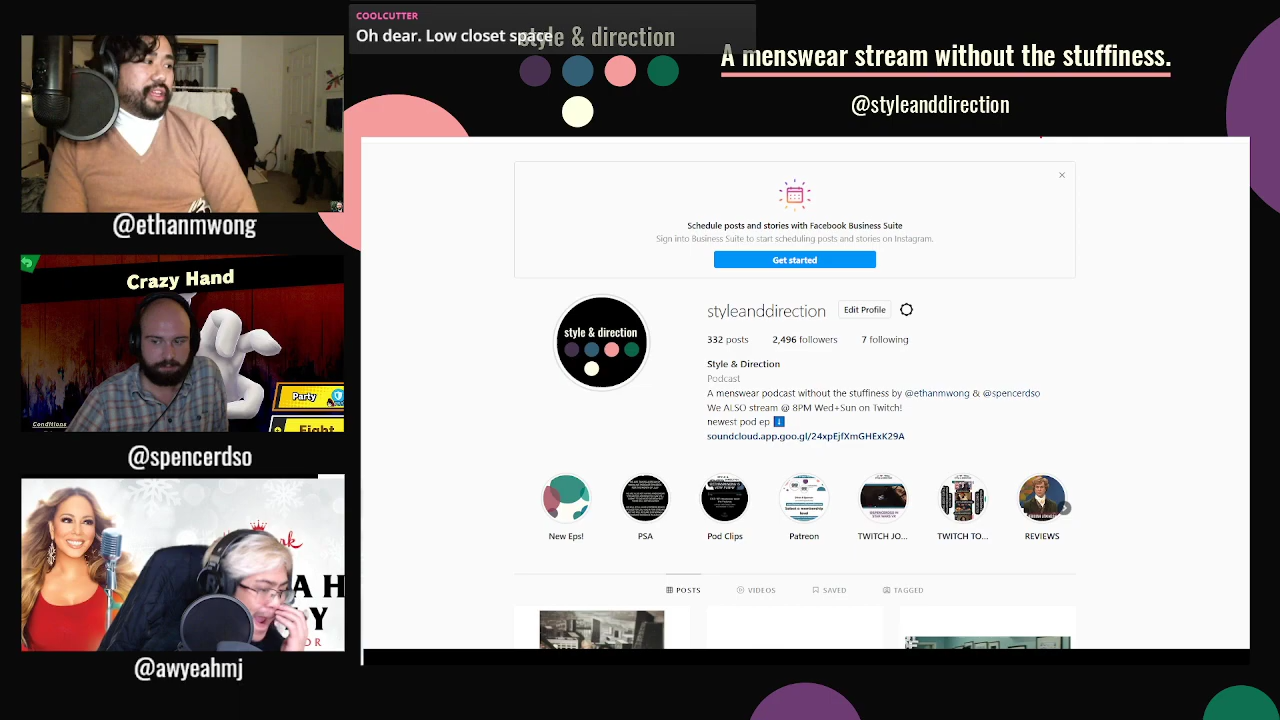 COOLCUTTER
Oh dear. Low closet space
style & direction
A menswear stream without the stuffiness.
@styleanddirection
@ethanmwong
Crazy Hand
Party
Conditions
Fight
@spencerdso
@awyeahmj
Schedule posts and stories with Facebook Business Suite
Sign into Business Suite to start scheduling posts and stories on Instagram.
Get started
style & direction
styleanddirection
Edit Profile
332 posts 2,496 followers 7 following
Style & Direction
Podcast
A menswear podcast without the stuffiness by @ethanmwong & @spencerdso
We ALSO stream @ 8PM Wed+Sun on Twitch!
newest pod ep
soundcloud.app.goo.gl/24xpEjfXmGHExK29A
New Eps! PSA Pod Clips Patreon TWITCH JO... TWITCH TO... REVIEWS
POSTS VIDEOS SAVED TAGGED